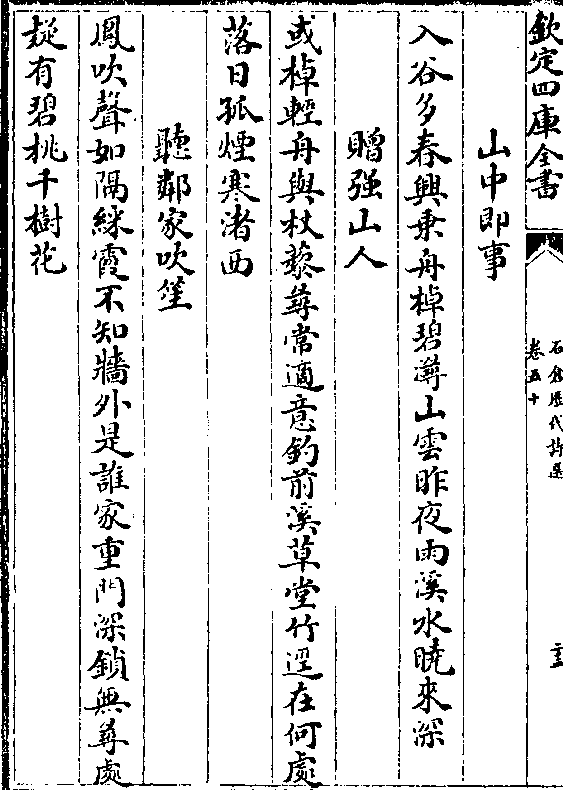 欽定四庫全書
石倉歷代詩選
卷五十
山中即事
入谷多春興乗舟棹碧潯山雲昨夜雨溪水曉來深
贈强山人
或棹輕舟與杖藜尋常適意釣前溪草堂竹逕在何處
落日孤煙寒渚西
聽鄰家吹笙
鳳吹聲如隔綵霞不知牆外是誰家重門深鎖無尋處
疑有碧桃千樹花